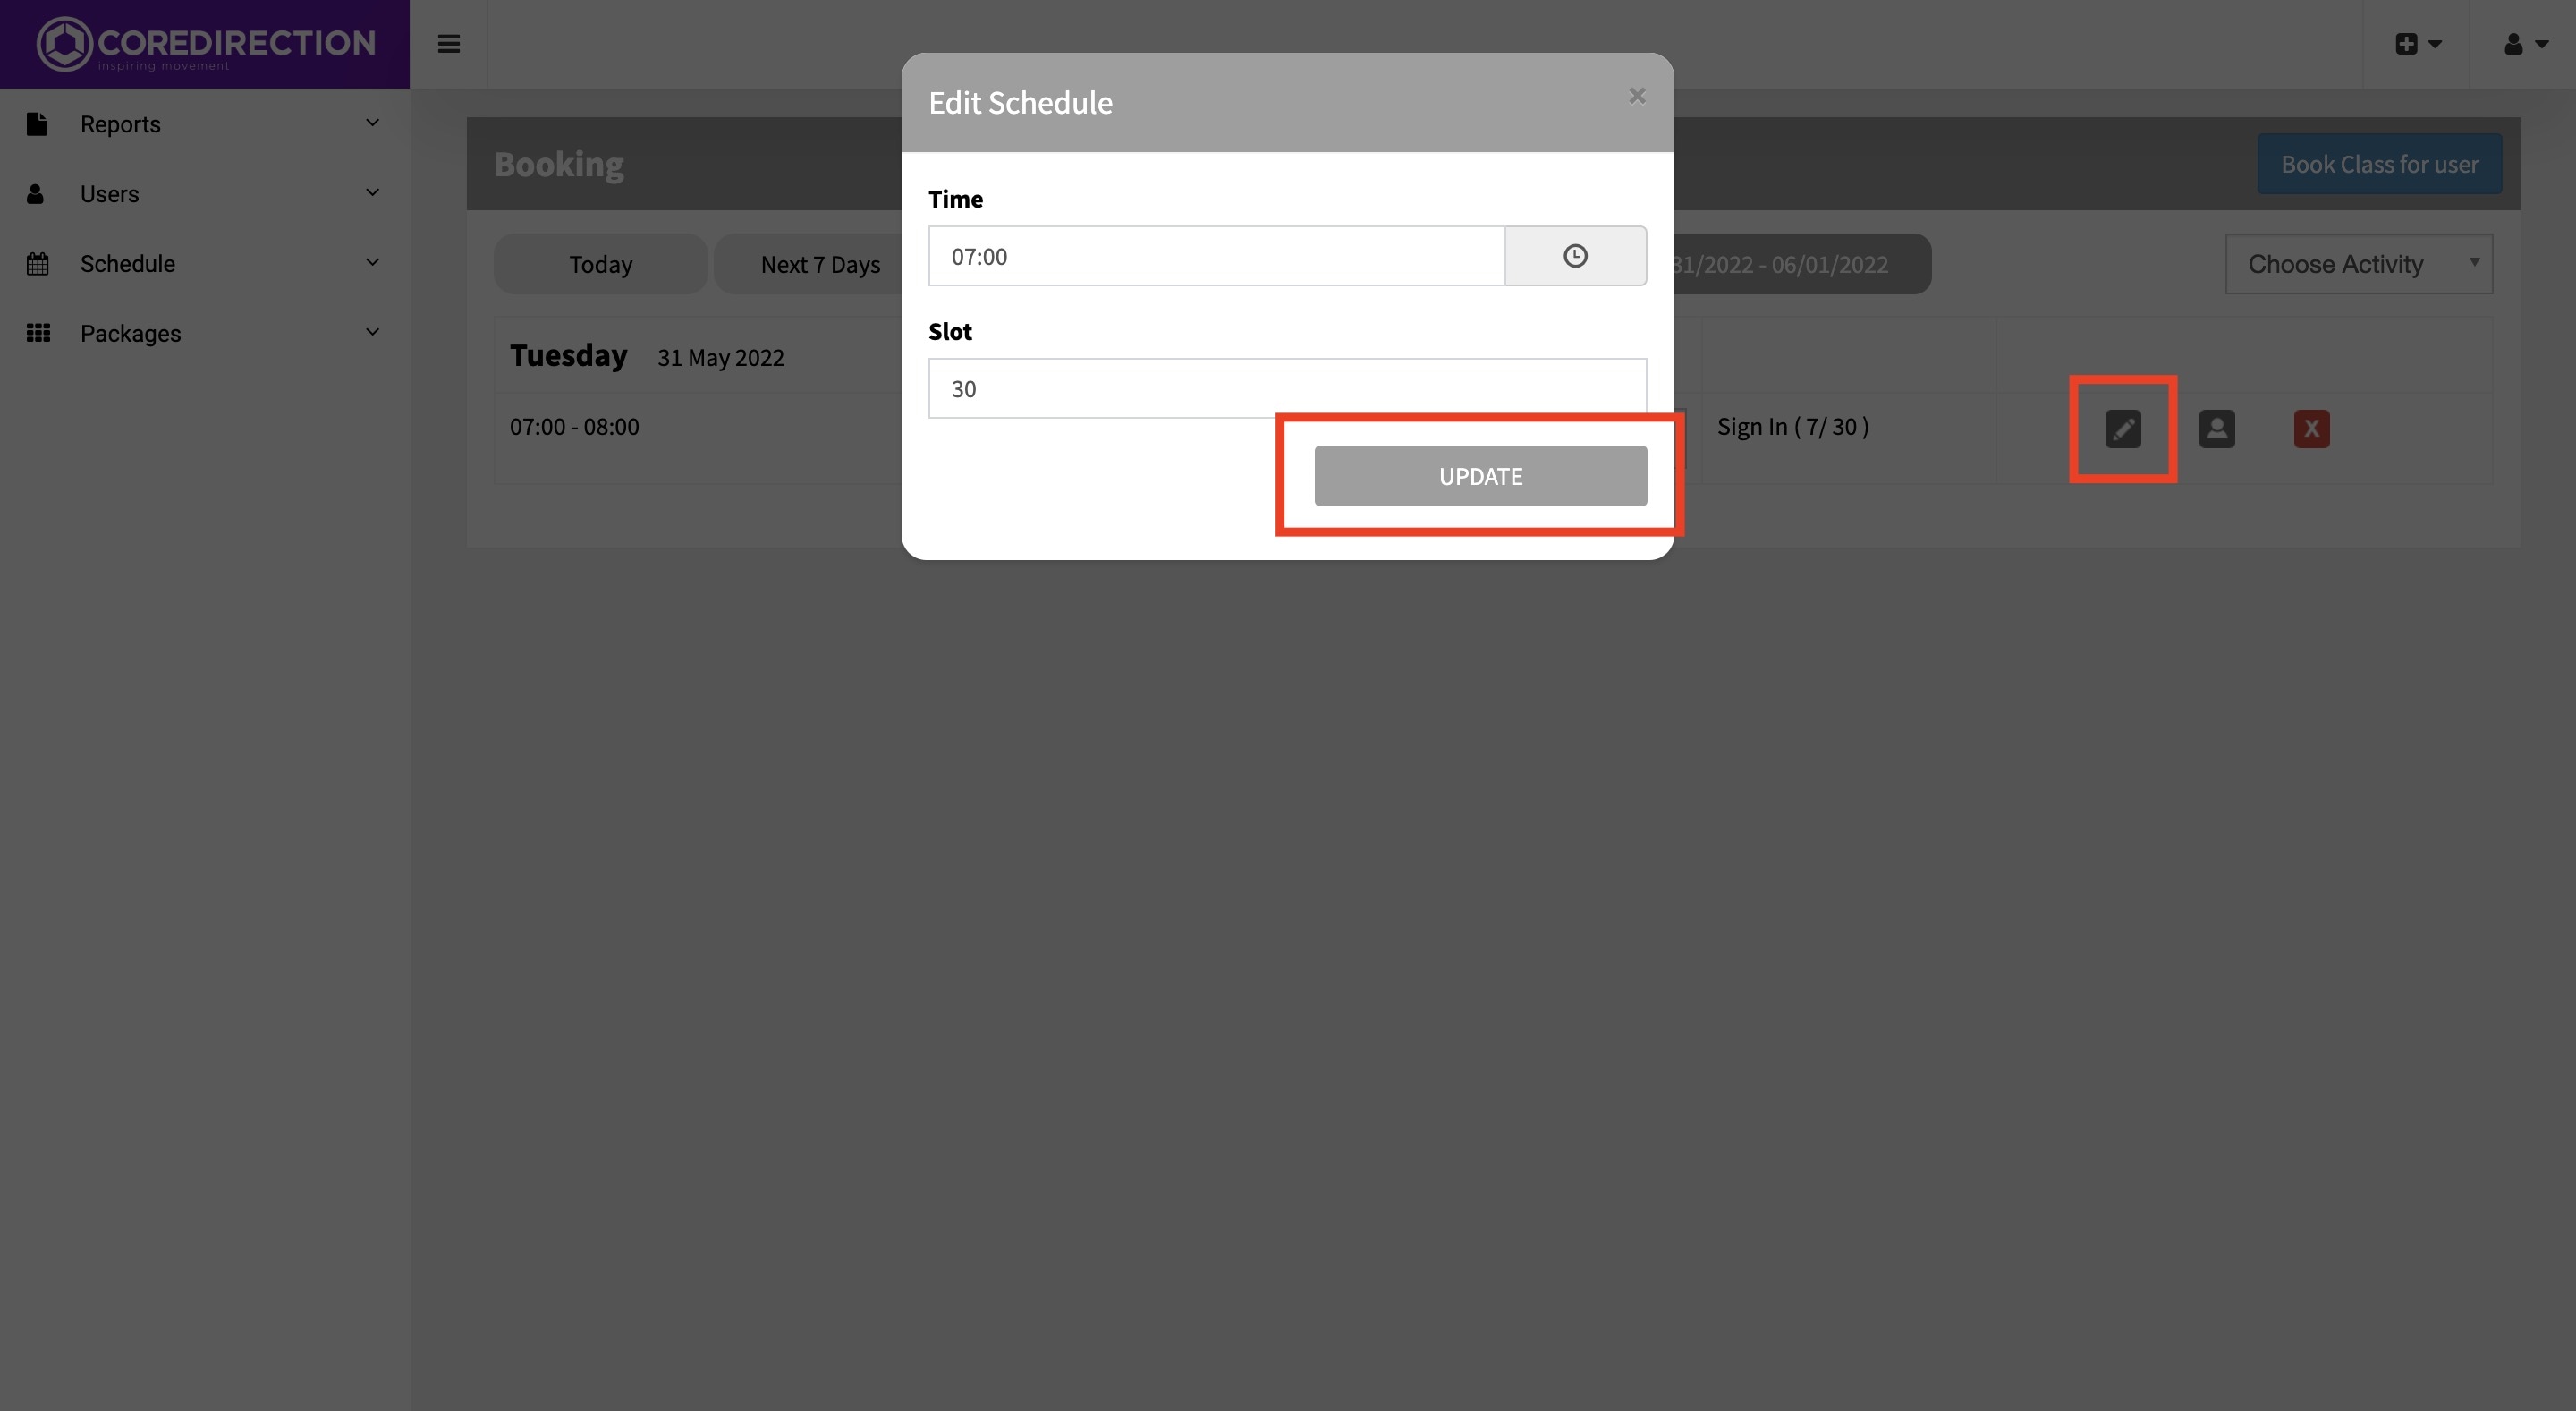 COREDIRECTION
inspiring movement
Reports
Users
Schedule
Packages
Booking
Book Class for user
Today
Next 7 Days
31/2022 - 06/01/2022
Choose Activity
Tuesday 31 May 2022
07:00 - 08:00
Sign In ( 7/ 30 )
X
Edit Schedule
×
Time
07:00
Slot
30
UPDATE